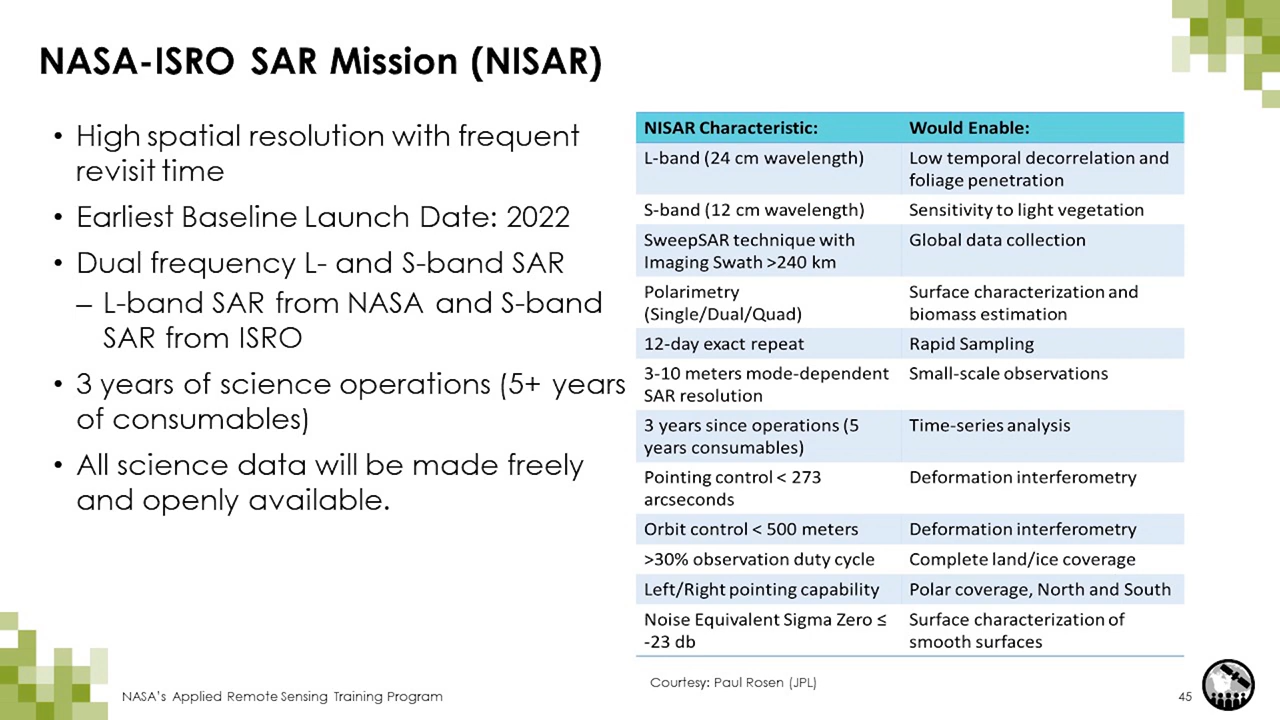 NASA-ISRO SAR Mission (NISAR)
• High spatial resolution with frequent
revisit time
• Earliest Baseline Launch Date: 2022
• Dual frequency L- and S-band SAR
– L-band SAR from NASA and S-band
SAR from ISRO
• 3 years of science operations (5+ years
of consumables)
• All science data will be made freely
and openly available.
NISAR Characteristic: Would Enable:
L-band (24 cm wavelength) Low temporal decorrelation and
foliage penetration
S-band (12 cm wavelength) Sensitivity to light vegetation
SweepSAR technique with Global data collection
Imaging Swath >240 km
Polarimetry Surface characterization and
(Single/Dual/Quad) biomass estimation
12-day exact repeat Rapid Sampling
3-10 meters mode-dependent Small-scale observations
SAR resolution
3 years since operations (5 Time-series analysis
years consumables)
Pointing control < 273 Deformation interferometry
arcseconds
Orbit control < 500 meters Deformation interferometry
>30% observation duty cycle Complete land/ice coverage
Left/Right pointing capability Polar coverage, North and South
Noise Equivalent Sigma Zero ≤ Surface characterization of
-23 db smooth surfaces
Courtesy: Paul Rosen (JPL)
NASA's Applied Remote Sensing Training Program 45